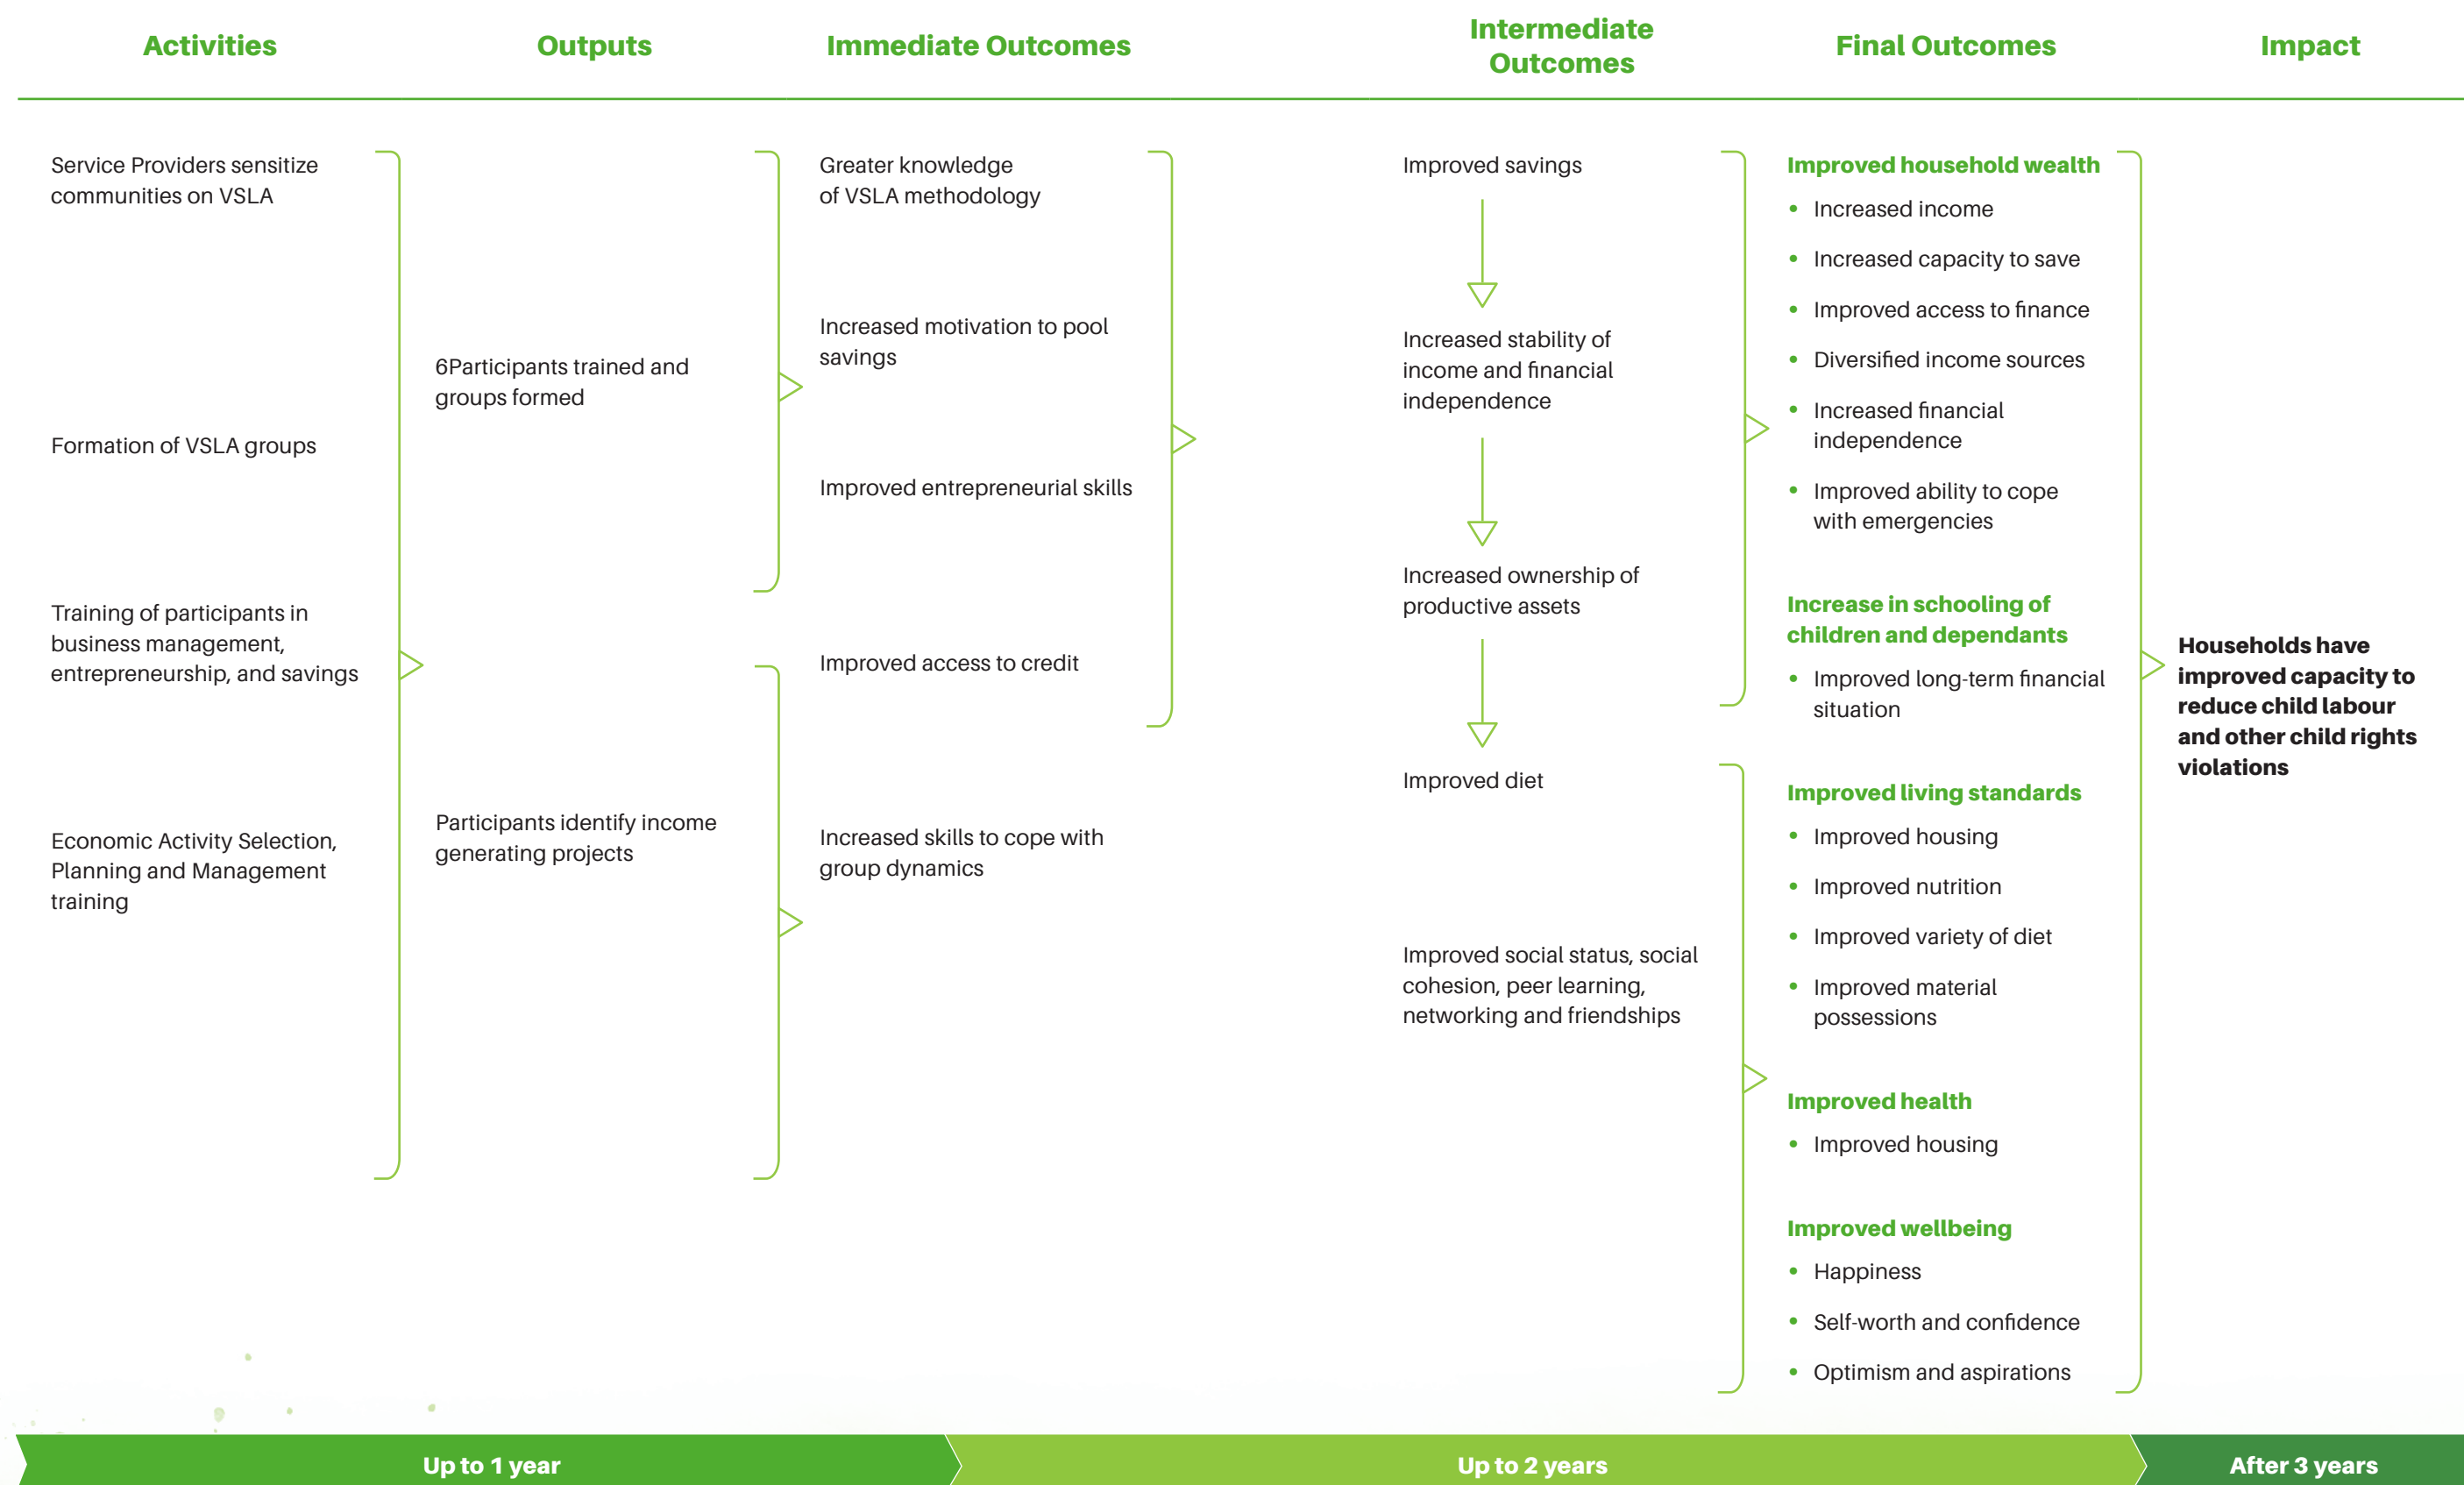 Activities
Outputs
Immediate Outcomes
Intermediate
Outcomes
Final Outcomes
Impact
Service Providers sensitize
communities on VSLA
Formation of VSLA groups
Training of participants in
business management,
entrepreneurship, and savings
Economic Activity Selection,
Planning and Management
training
6Participants trained and
groups formed
Participants identify income
generating projects
Greater knowledge
of VSLA methodology
Increased motivation to pool
savings
Improved entrepreneurial skills
Improved access to credit
Increased skills to cope with
group dynamics
Improved savings
Increased stability of
income and financial
independence
Increased ownership of
productive assets
Improved diet
Improved social status, social
cohesion, peer learning,
networking and friendships
Improved household wealth
• Increased income
• Increased capacity to save
• Improved access to finance
• Diversified income sources
• Increased financial
independence
• Improved ability to cope
with emergencies
Increase in schooling of
children and dependants
• Improved long-term financial
situation
Improved living standards
• Improved housing
• Improved nutrition
• Improved variety of diet
• Improved material
possessions
Improved health
• Improved housing
Improved wellbeing
• Happiness
• Self-worth and confidence
• Optimism and aspirations
Households have
improved capacity to
reduce child labour
and other child rights
violations
Up to 1 year
Up to 2 years
After 3 years